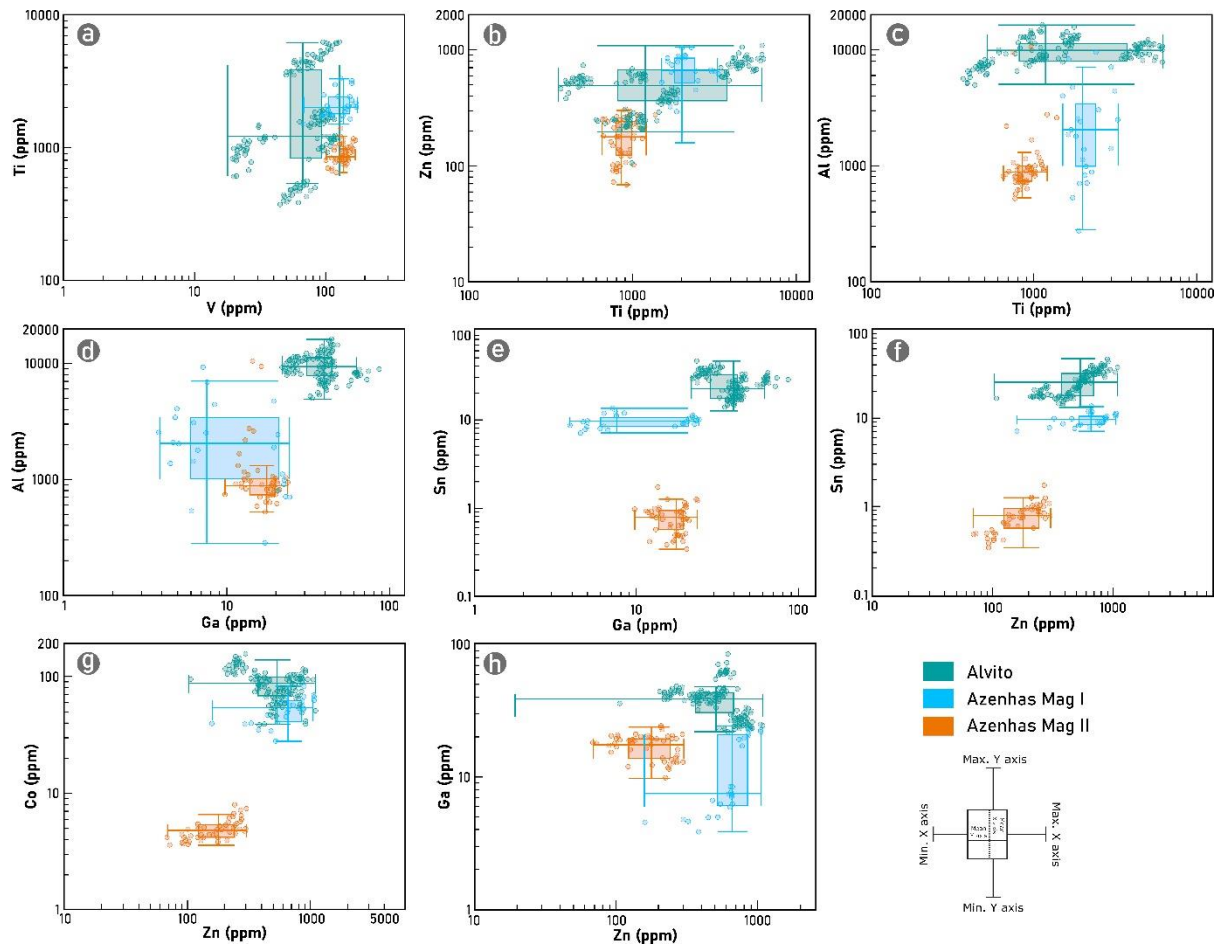 a
10000
1000
100
Ti (ppm)
1
10
100
V (ppm)
b
2000
1000
100
10
Zn (ppm)
100
1000
10000
Ti (ppm)
c
20000
10000
1000
100
Al (ppm)
100
1000
10000
Ti (ppm)
d
20000
10000
1000
100
Al (ppm)
1
10
100
Ga (ppm)
e
100
10
1
0.1
Sn (ppm)
1
10
100
Ga (ppm)
f
100
10
1
0.1
Sn (ppm)
10
100
1000
Zn (ppm)
g
200
100
10
1
Co (ppm)
10
100
1000
5000
Zn (ppm)
h
100
10
1
Ga (ppm)
10
100
1000
Zn (ppm)
Alvito
Azenhas Mag I
Azenhas Mag II
Max. Y axis
Min. X axis
Max. X axis
Min. Y axis